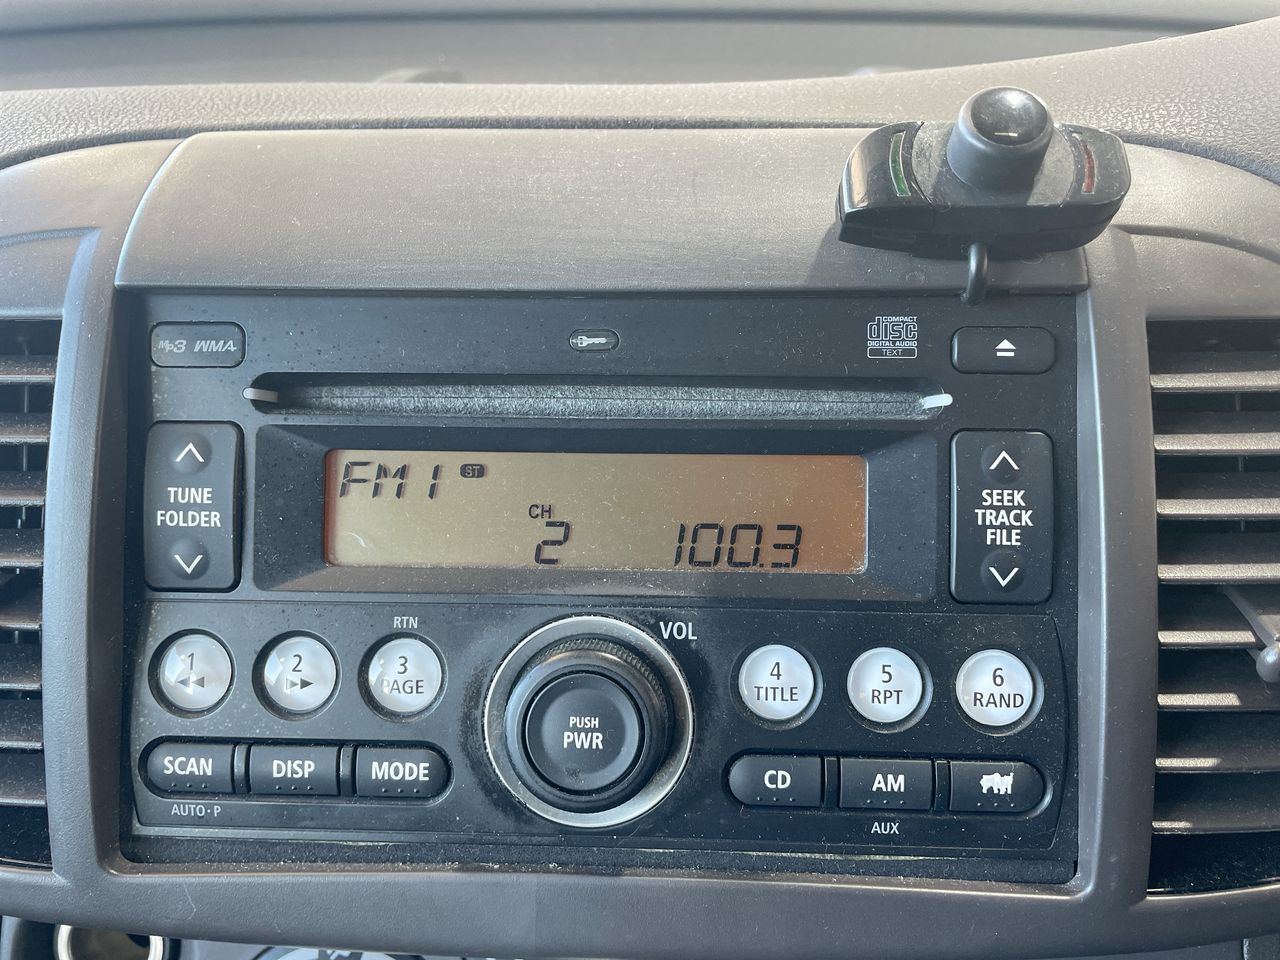 MP3 WMA
COMPACT
disc
DIGITAL AUDIO
TEXT
TUNE
FOLDER
FM1 ST
CH
2 100.3
SEEK
TRACK
FILE
RTN
VOL
1
2
3
PAGE
4
TITLE
5
RPT
6
RAND
PUSH
PWR
SCAN
DISP
MODE
CD
AM
AUTO·P
AUX